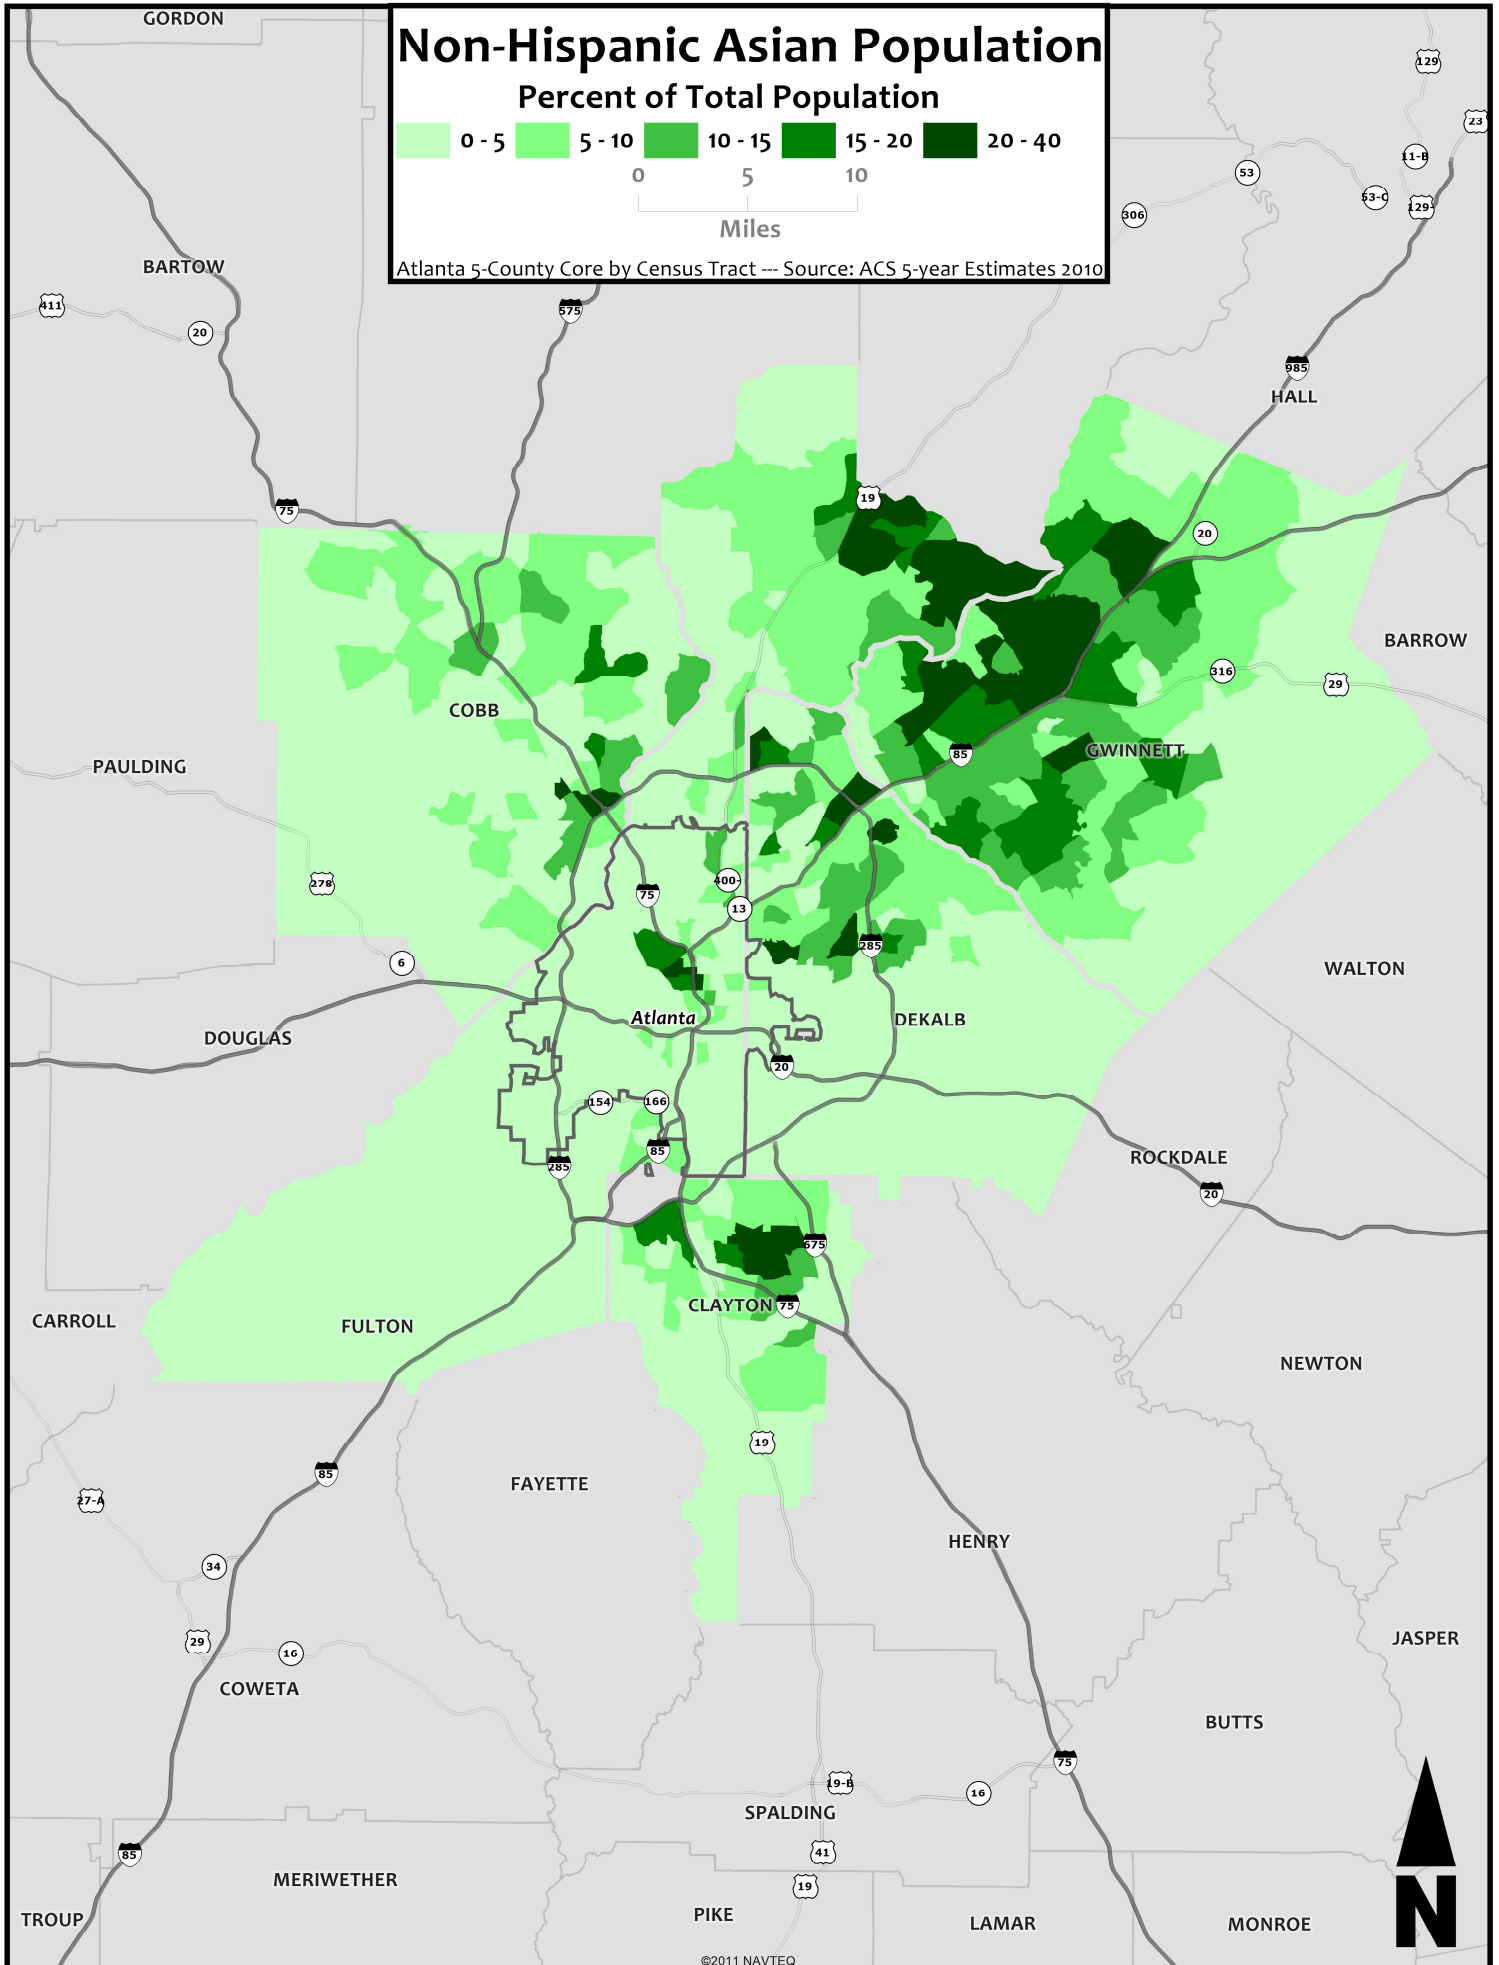 GORDON
Non-Hispanic Asian Population
Percent of Total Population
0 - 5
5 - 10
10 - 15
15 - 20
20 - 40
0
5
10
Miles
Atlanta 5-County Core by Census Tract --- Source: ACS 5-year Estimates 2010
129
23
11-B
53
53-C
129-
306
BARTOW
411
20
575
985
HALL
75
19
20
BARROW
316
29
COBB
GWINNETT
85
PAULDING
278
75
400-
13
285
6
WALTON
Atlanta
DEKALB
DOUGLAS
20
154
166
85
285
ROCKDALE
20
675
CLAYTON
75
CARROLL
FULTON
NEWTON
19
85
FAYETTE
27-A
HENRY
34
29
16
JASPER
COWETA
BUTTS
75
19-B
16
SPALDING
41
85
MERIWETHER
19
TROUP
PIKE
LAMAR
MONROE
N
©2011 NAVTEQ